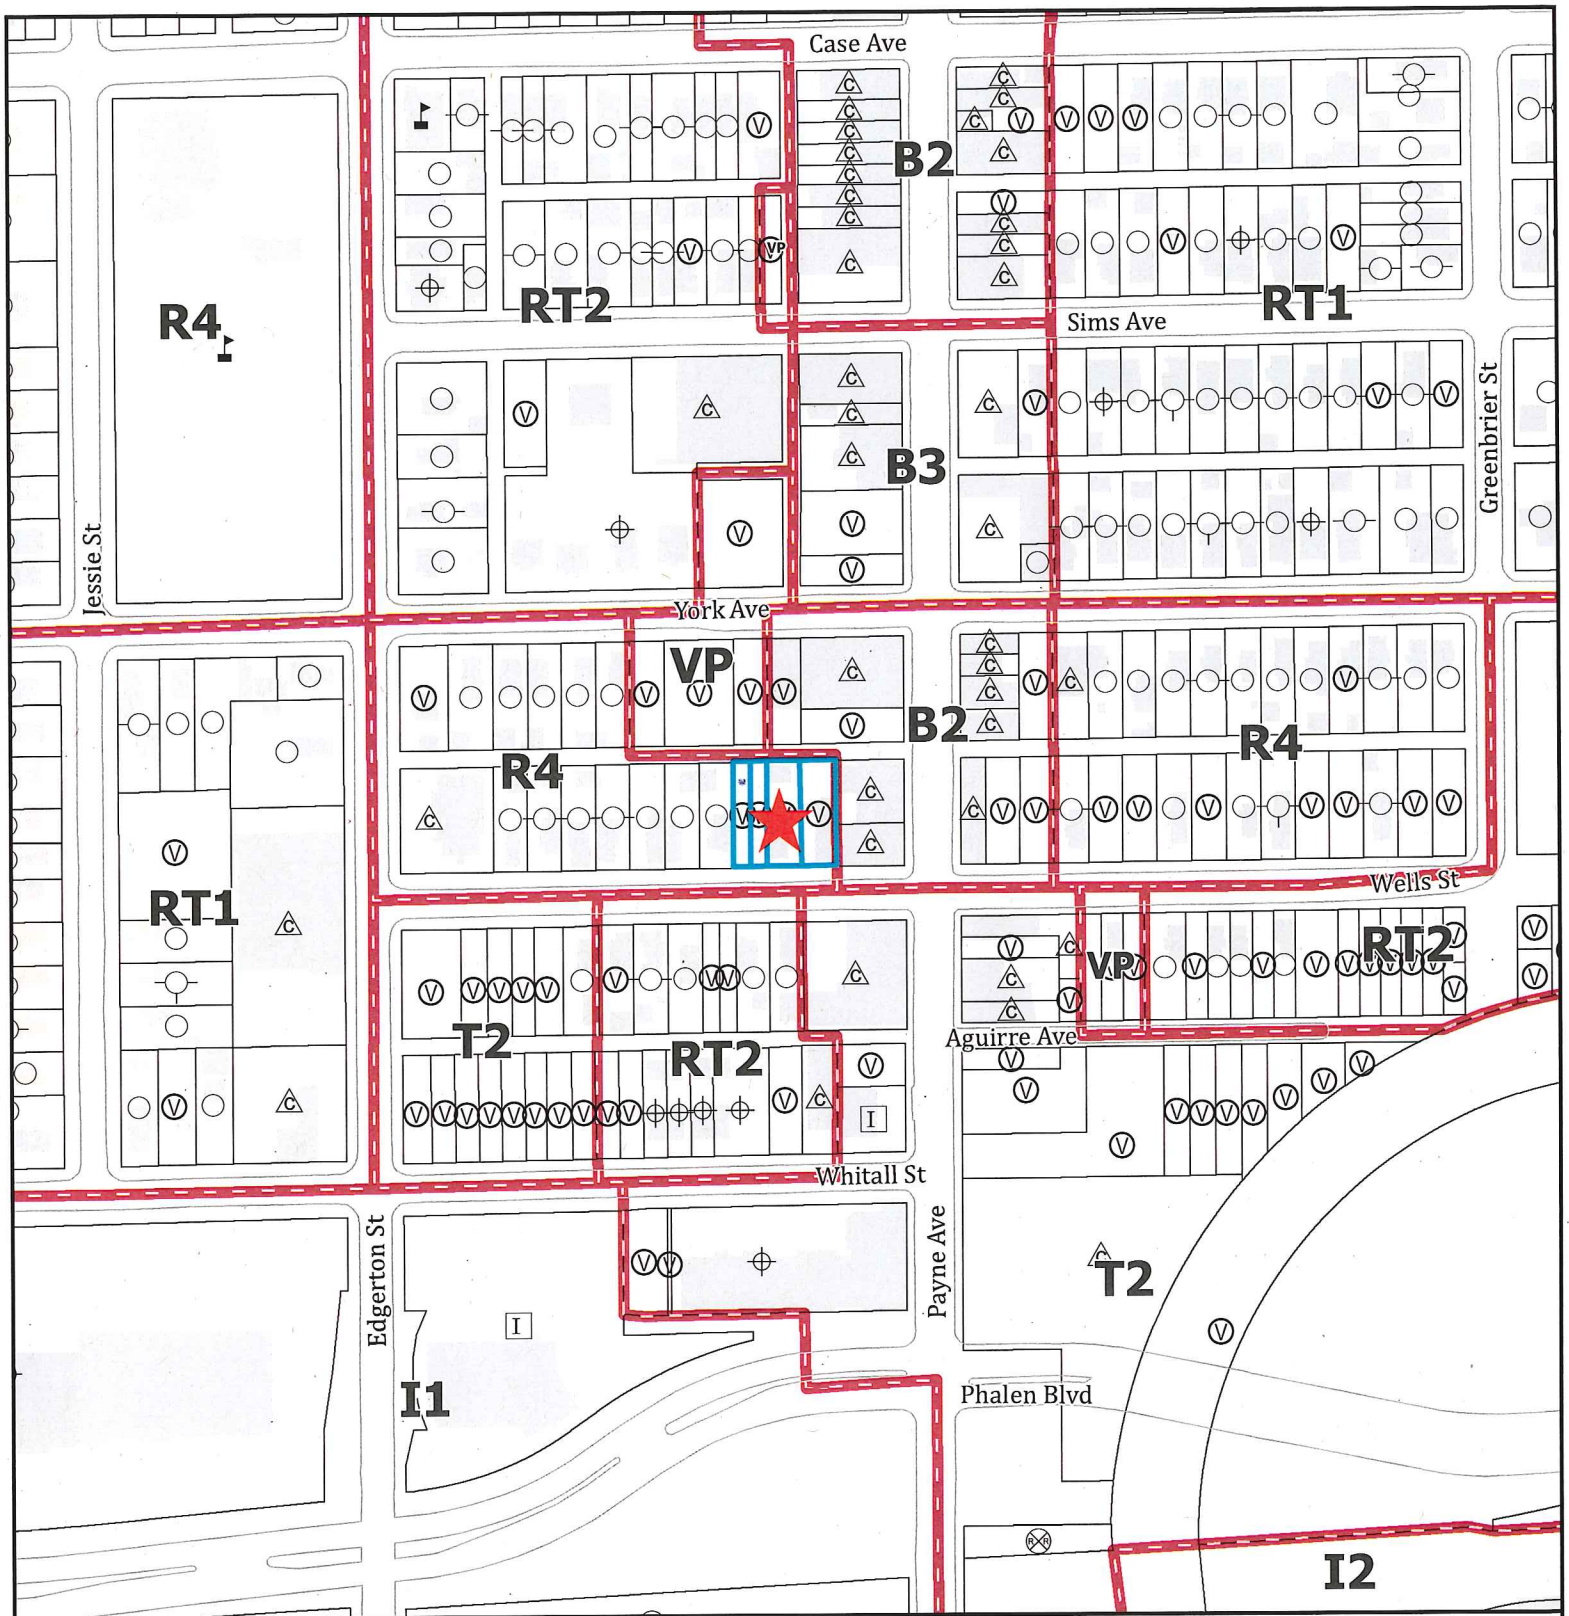 Case Ave
B2
R4
RT2
RT1
VP
Sims Ave
Greenbrier St
B3
Jessie St
York Ave
VP
B2
R4
R4
RT1
Wells St
VP
RT2
T2
RT2
Aguirre Ave
Whitall St
Edgerton St
Payne Ave
T2
I
I
I1
Phalen Blvd
R R
I2